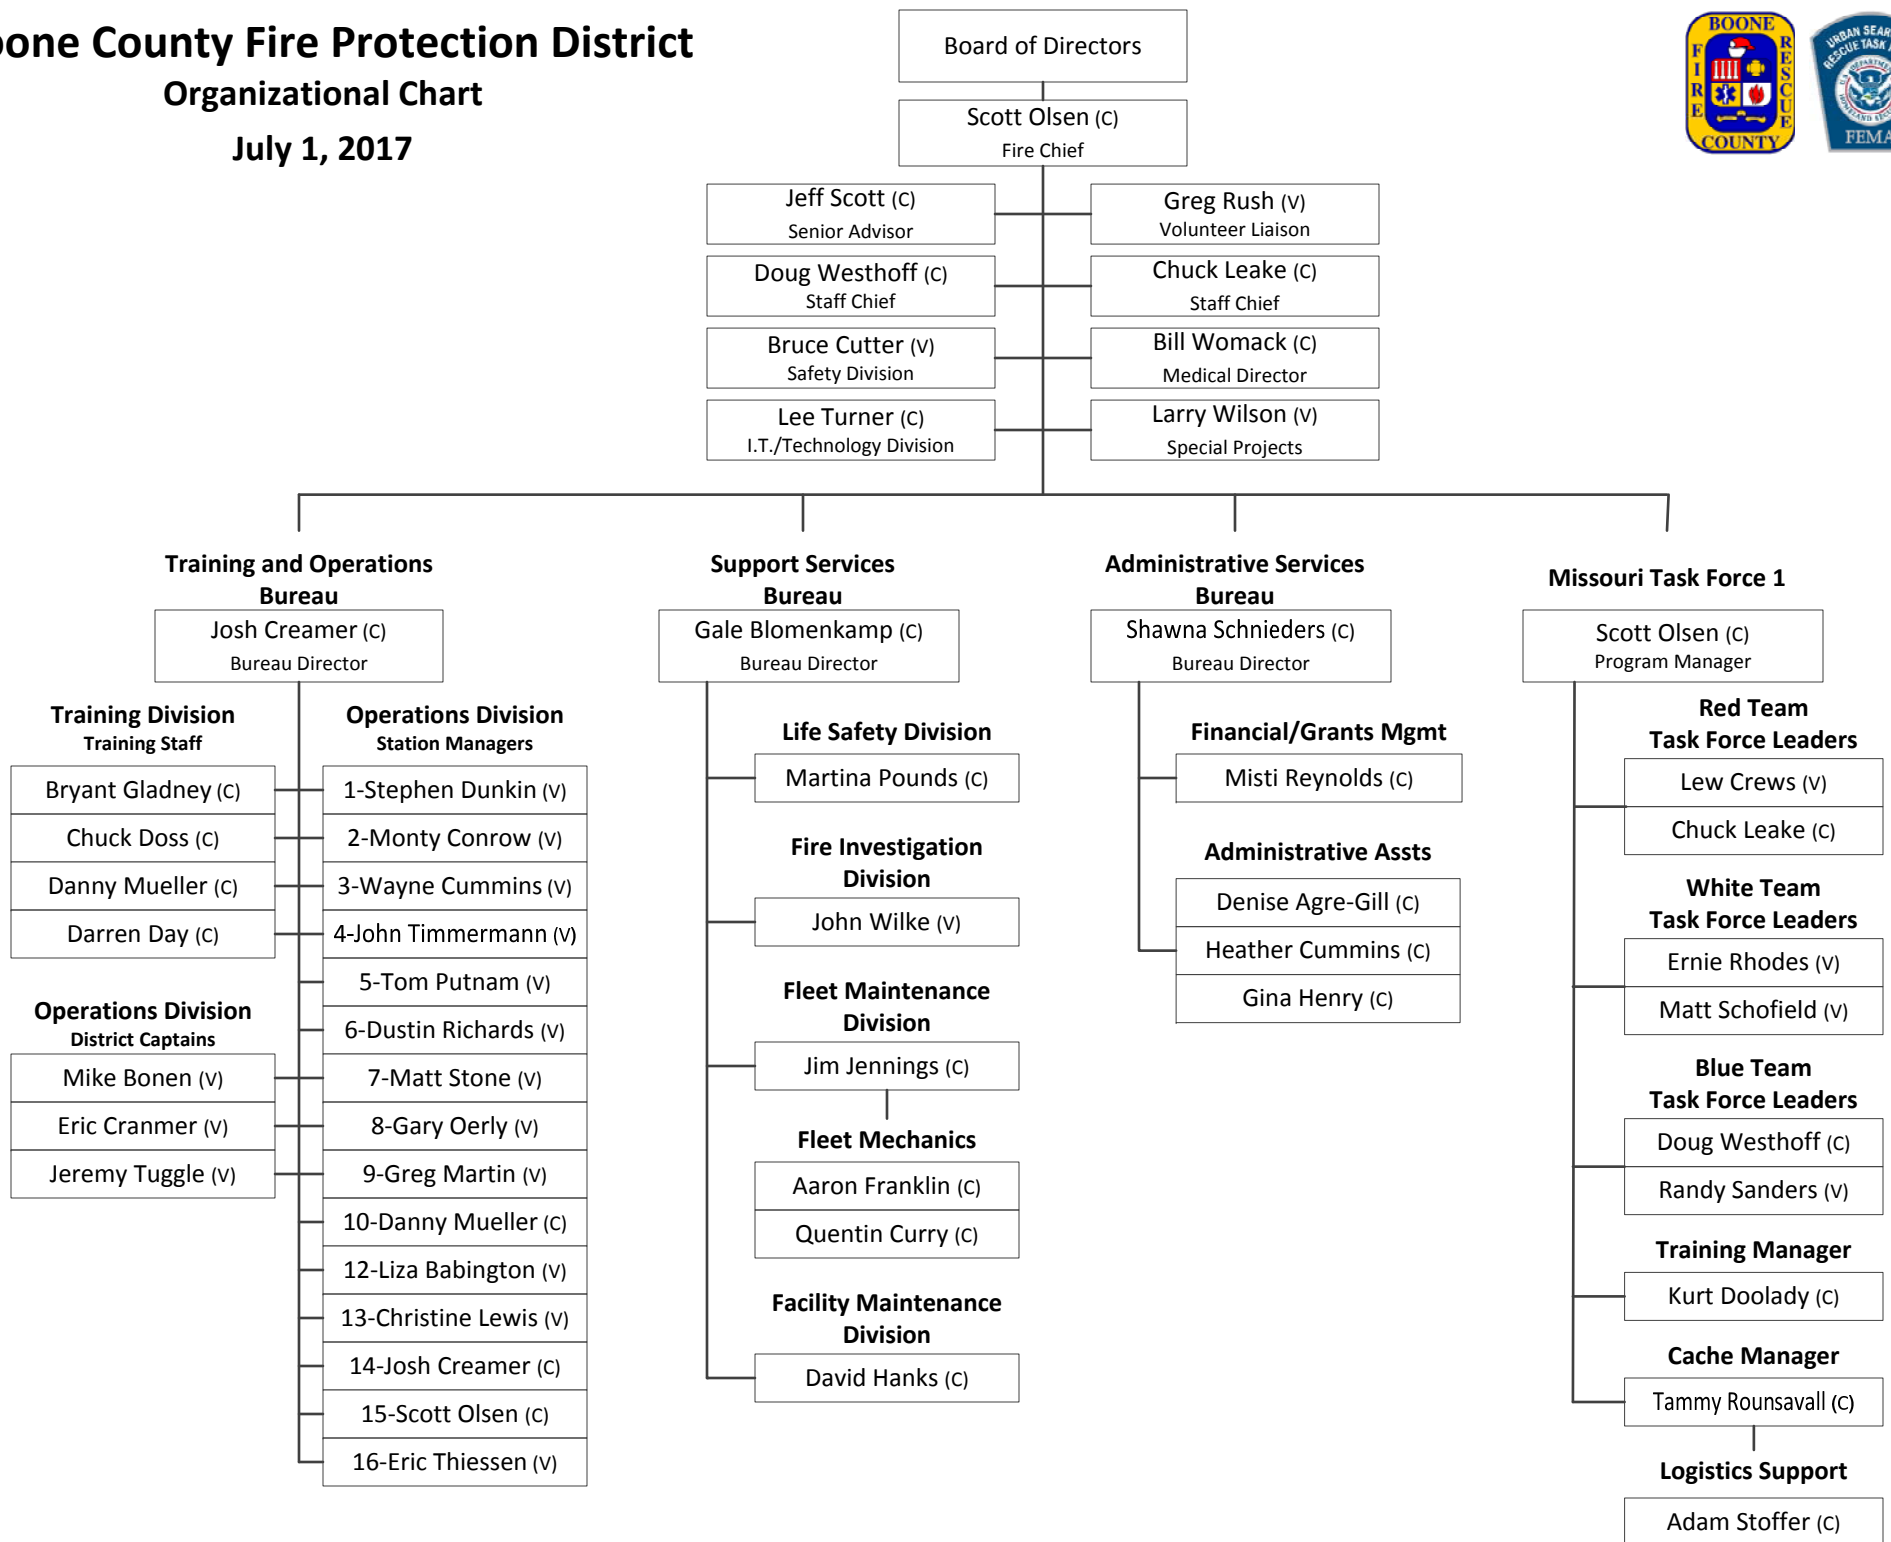 oone County Fire Protection District
Organizational Chart
July 1, 2017
Board of Directors
Scott Olsen (C)
Fire Chief
BOONE
FIRE
RESCUE
COUNTY
FEMA
Jeff Scott (C)
Senior Advisor
Greg Rush (V)
Volunteer Liaison
Doug Westhoff (C)
Staff Chief
Chuck Leake (C)
Staff Chief
Bruce Cutter (V)
Safety Division
Bill Womack (C)
Medical Director
Lee Turner (C)
I.T./Technology Division
Larry Wilson (V)
Special Projects
Training and Operations
Bureau
Josh Creamer (C)
Bureau Director
Training Division
Training Staff
Bryant Gladney (C)
Chuck Doss (C)
Danny Mueller (C)
Darren Day (C)
Operations Division
District Captains
Mike Bonen (V)
Eric Cranmer (V)
Jeremy Tuggle (V)
Operations Division
Station Managers
1-Stephen Dunkin (V)
2-Monty Conrow (V)
3-Wayne Cummins (V)
4-John Timmermann (V)
5-Tom Putnam (V)
6-Dustin Richards (V)
7-Matt Stone (V)
8-Gary Oerly (V)
9-Greg Martin (V)
10-Danny Mueller (C)
12-Liza Babington (V)
13-Christine Lewis (V)
14-Josh Creamer (C)
15-Scott Olsen (C)
16-Eric Thiessen (V)
Support Services
Bureau
Gale Blomenkamp (C)
Bureau Director
Life Safety Division
Martina Pounds (C)
Fire Investigation
Division
John Wilke (V)
Fleet Maintenance
Division
Jim Jennings (C)
Fleet Mechanics
Aaron Franklin (C)
Quentin Curry (C)
Facility Maintenance
Division
David Hanks (C)
Administrative Services
Bureau
Shawna Schnieders (C)
Bureau Director
Financial/Grants Mgmt
Misti Reynolds (C)
Administrative Assts
Denise Agre-Gill (C)
Heather Cummins (C)
Gina Henry (C)
Missouri Task Force 1
Scott Olsen (C)
Program Manager
Red Team
Task Force Leaders
Lew Crews (V)
Chuck Leake (C)
White Team
Task Force Leaders
Ernie Rhodes (V)
Matt Schofield (V)
Blue Team
Task Force Leaders
Doug Westhoff (C)
Randy Sanders (V)
Training Manager
Kurt Doolady (C)
Cache Manager
Tammy Rounsavall (C)
Logistics Support
Adam Stoffer (C)